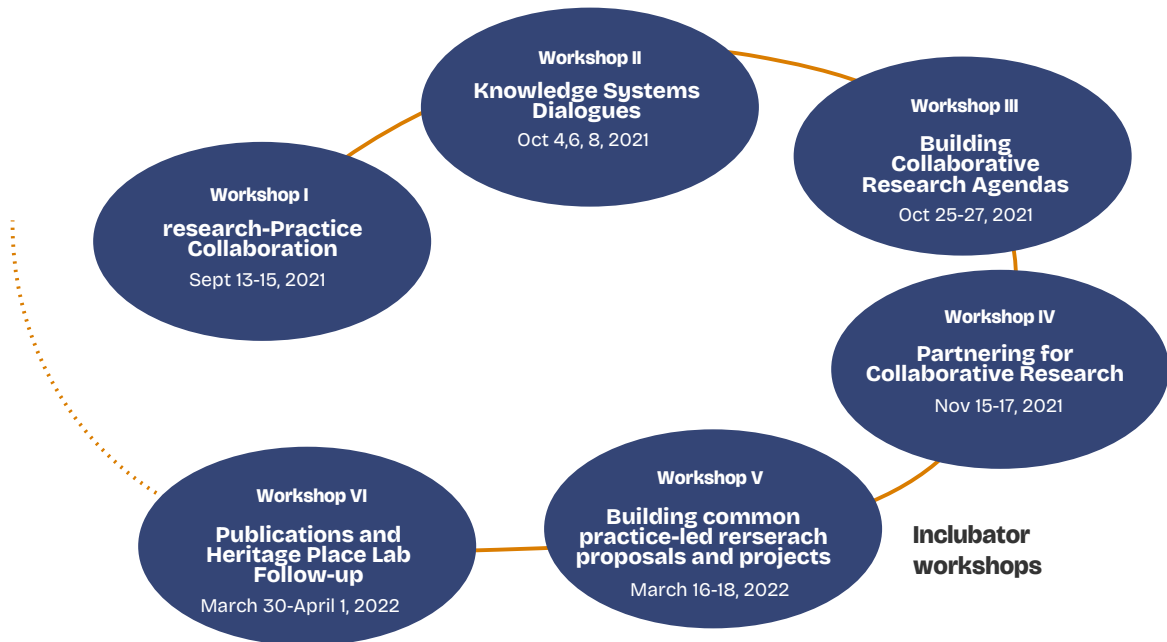 Workshop I
research-Practice
Collaboration
Sept 13-15, 2021
Workshop II
Knowledge Systems
Dialogues
Oct 4,6, 8, 2021
Workshop III
Building
Collaborative
Research Agendas
Oct 25-27, 2021
Workshop IV
Partnering for
Collaborative Research
Nov 15-17, 2021
Workshop V
Building common
practice-led rerserach
proposals and projects
March 16-18, 2022
Workshop VI
Publications and
Heritage Place Lab
Follow-up
March 30-April 1, 2022
Inclubator
workshops